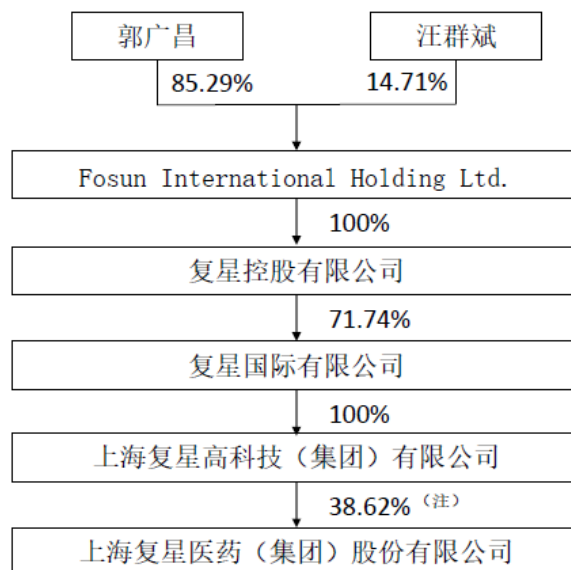 郭广昌
汪群斌
85.29%
14.71%
Fosun International Holding Ltd.
100%
复星控股有限公司
71.74%
复星国际有限公司
100%
上海复星高科技（集团）有限公司
38.62%（注）
上海复星医药（集团）股份有限公司